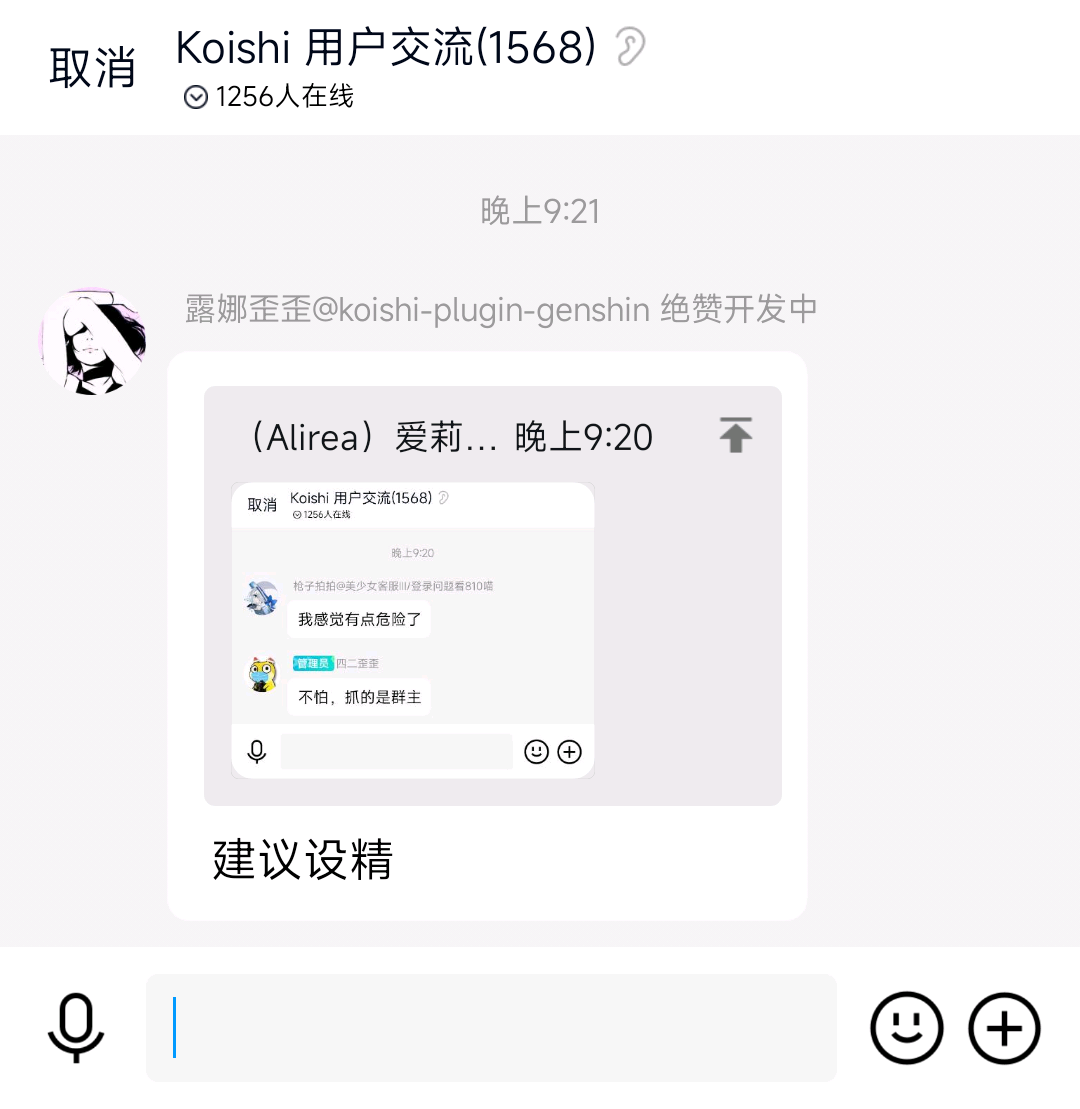 取消
Koishi 用户交流(1568)
1256人在线
晚上9:21
露娜歪歪@koishi-plugin-genshin 绝赞开发中
（Alirea）爱莉... 晚上9:20
取消
Koishi 用户交流(1568)
1256人在线
晚上9:20
枪子拍拍@美少女客服III/登录问题看810喵
我感觉有点危险了
管理员 四二歪歪
不怕，抓的是群主
建议设精